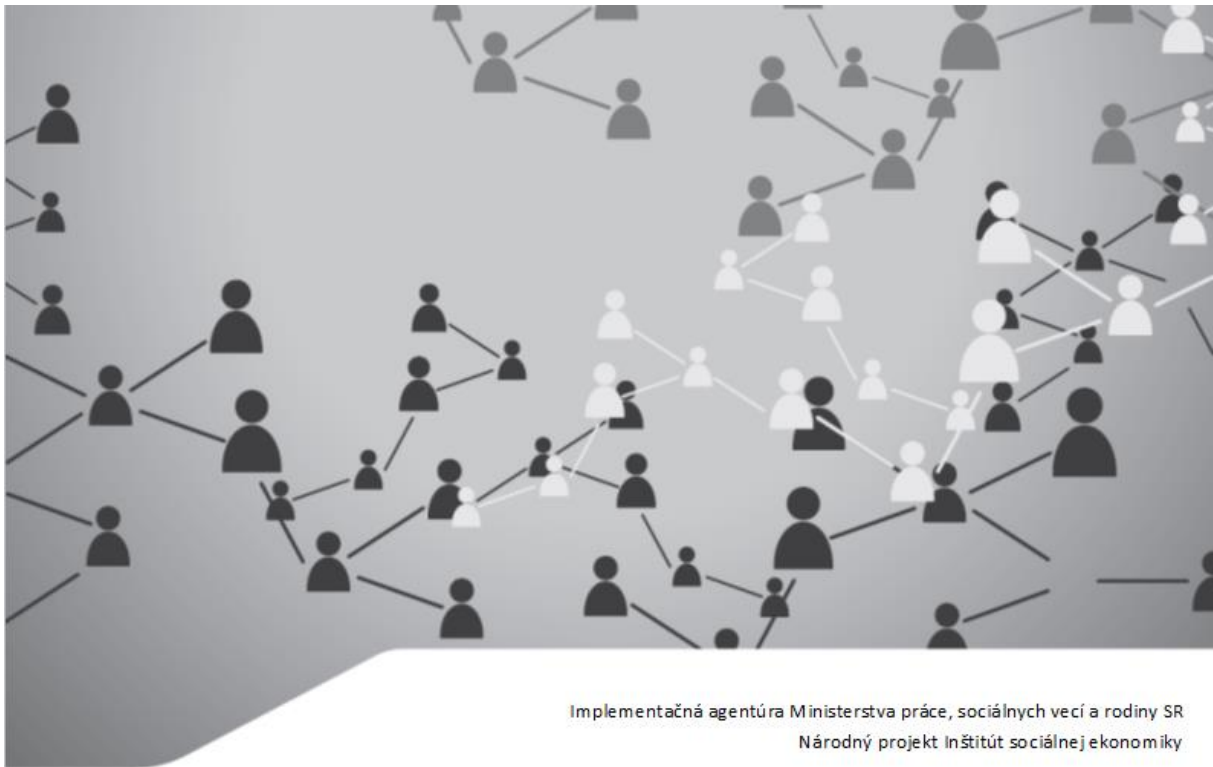 Implementačná agentúra Ministerstva práce, sociálnych vecí a rodiny SR
Národný projekt Inštitút sociálnej ekonomiky